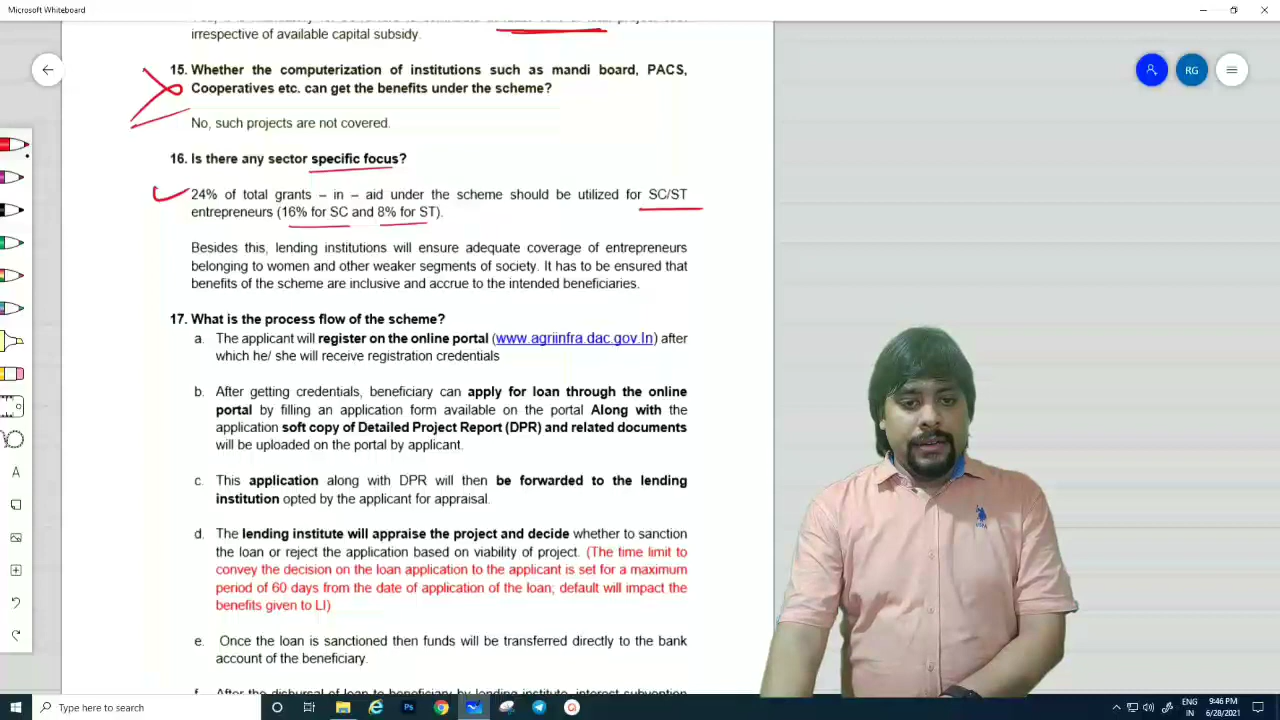 Microsoft Whiteboard
irrespective of available capital subsidy.
15. Whether the computerization of institutions such as mandi board, PACS,
Cooperatives etc. can get the benefits under the scheme?
No, such projects are not covered.
16. Is there any sector specific focus?
24% of total grants – in – aid under the scheme should be utilized for SC/ST
entrepreneurs (16% for SC and 8% for ST).
Besides this, lending institutions will ensure adequate coverage of entrepreneurs
belonging to women and other weaker segments of society. It has to be ensured that
benefits of the scheme are inclusive and accrue to the intended beneficiaries.
17. What is the process flow of the scheme?
a. The applicant will register on the online portal (www.agriinfra.dac.gov.In) after
which he/ she will receive registration credentials
b. After getting credentials, beneficiary can apply for loan through the online
portal by filling an application form available on the portal Along with the
application soft copy of Detailed Project Report (DPR) and related documents
will be uploaded on the portal by applicant.
c. This application along with DPR will then be forwarded to the lending
institution opted by the applicant for appraisal.
d. The lending institute will appraise the project and decide whether to sanction
the loan or reject the application based on viability of project. (The time limit to
convey the decision on the loan application to the applicant is set for a maximum
period of 60 days from the date of application of the loan; default will impact the
benefits given to LI)
e. Once the loan is sanctioned then funds will be transferred directly to the bank
account of the beneficiary.
f. After the disbursal of loan to beneficiary by lending institute, interest subvention
RG
Type here to search
ENG
5:46 PM
6/28/2021